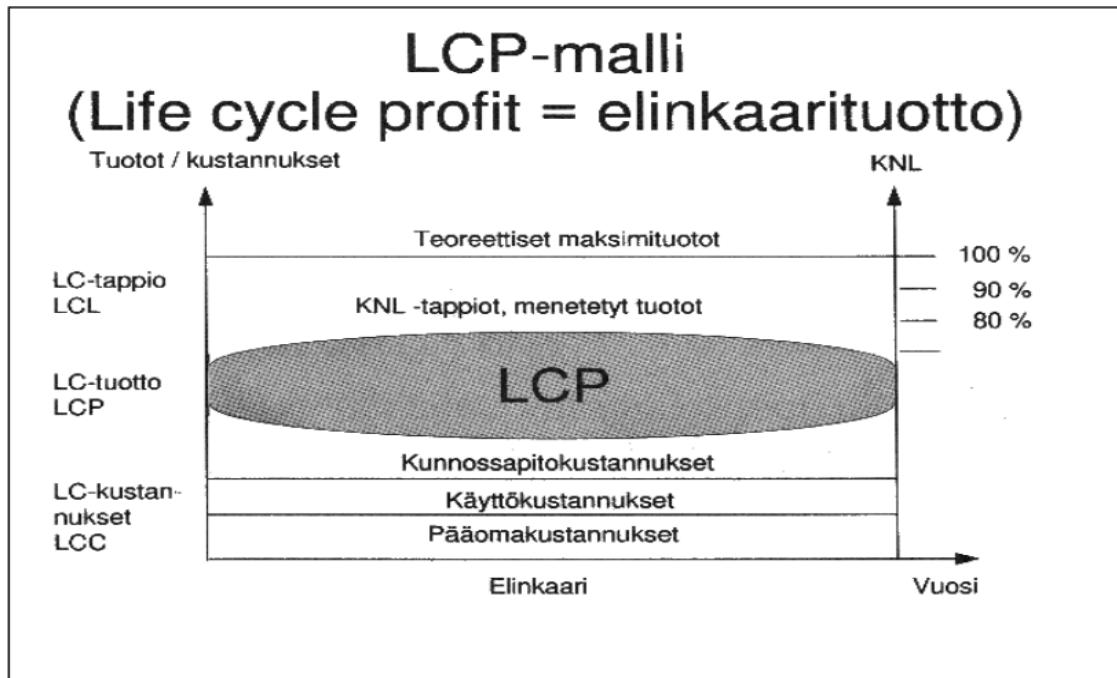 LCP-malli
(Life cycle profit = elinkaarituotto)
Tuotot / kustannukset
KNL
Teoreettiset maksimituotot
100 %
LC-tappio
LCL
90 %
KNL -tappiot, menetetyt tuotot
80 %
LC-tuotto
LCP
LCP
Kunnossapitokustannukset
LC-kustan-
nukset
LCC
Käyttökustannukset
Pääomakustannukset
Elinkaari
Vuosi